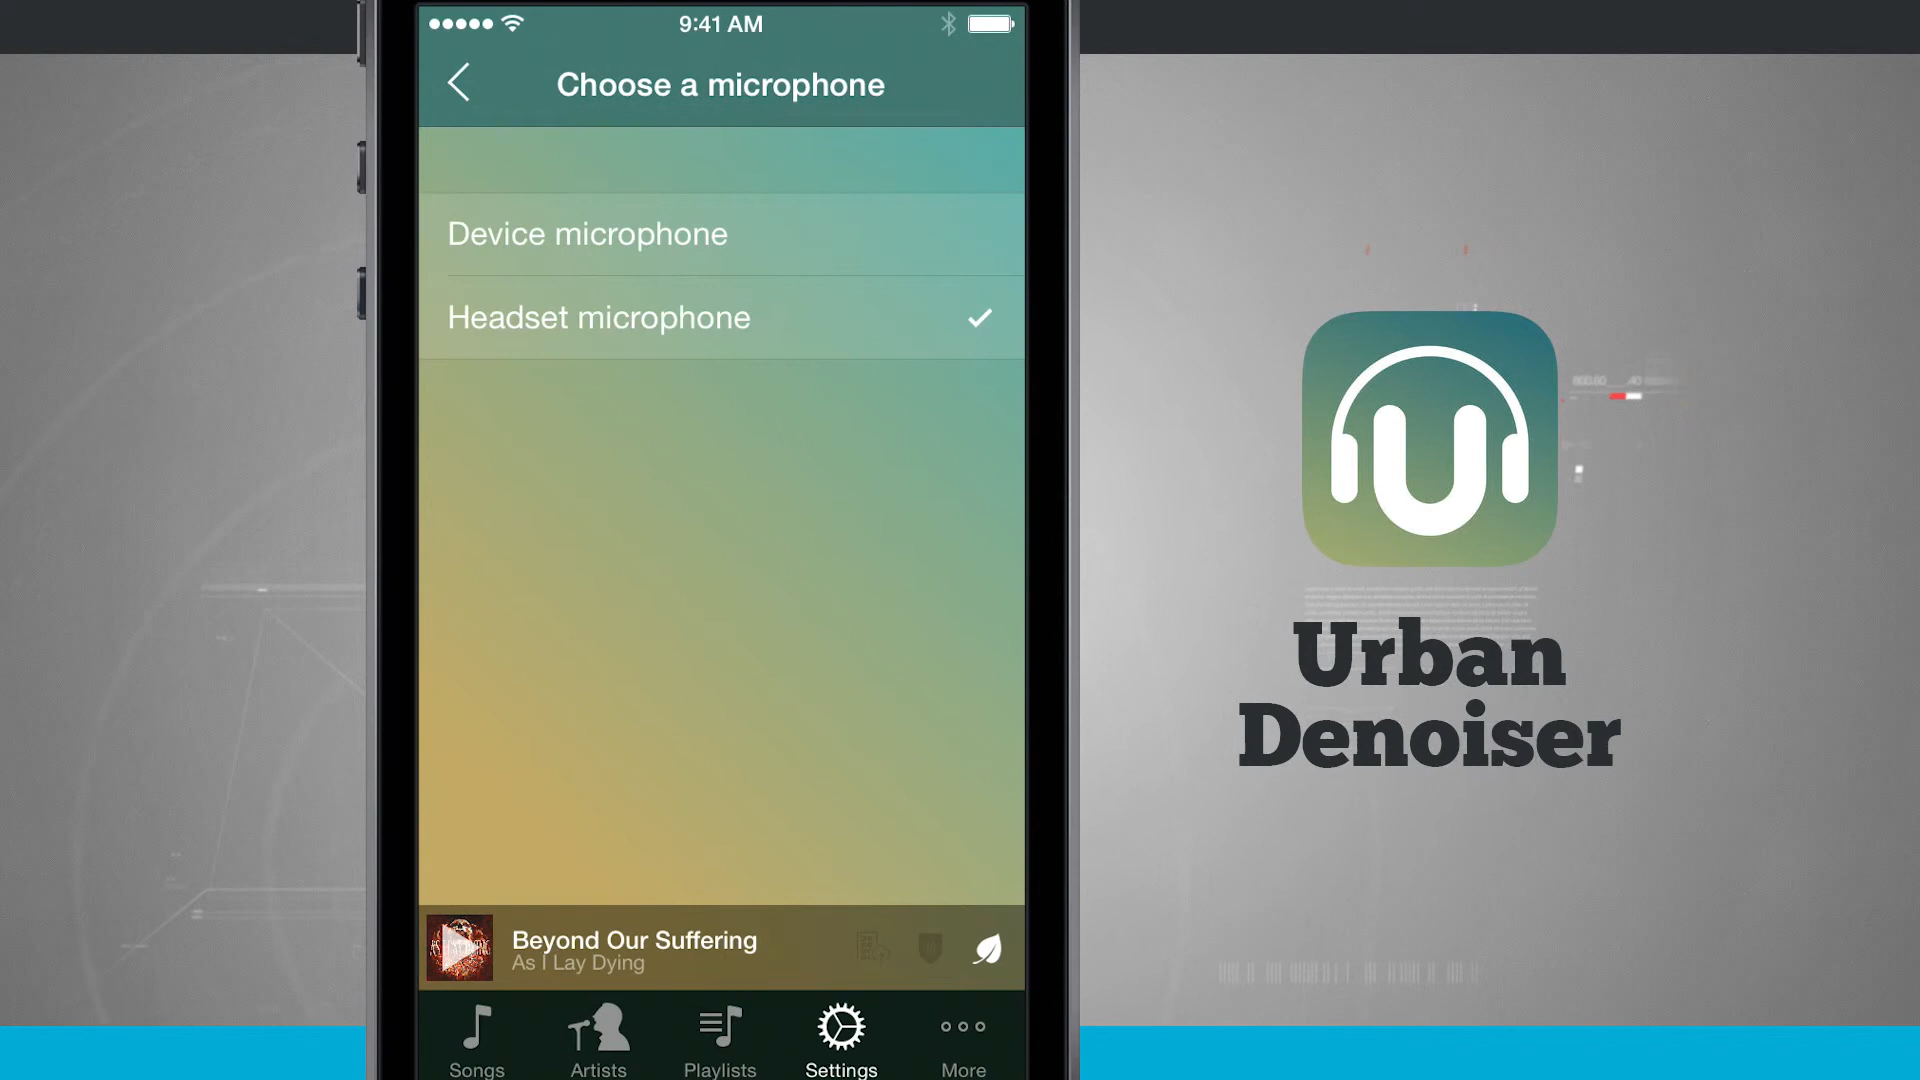 9:41 AM
Choose a microphone
Device microphone
Headset microphone
Beyond Our Suffering
As I Lay Dying
Songs
Artists
Playlists
Settings
More
U
Urban
Denoiser